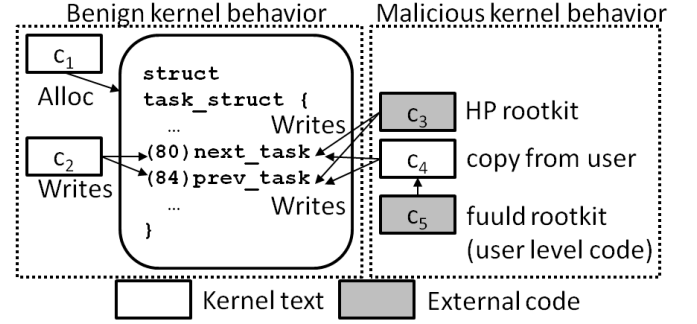 Benign kernel behavior
Malicious kernel behavior
c1
Alloc
struct
task_struct {
...
Writes
c3
HP rootkit
c2
Writes
(80)next_task
(84)prev_task
c4
copy from user
...
Writes
}
c5
fuuld rootkit
(user level code)
Kernel text
External code